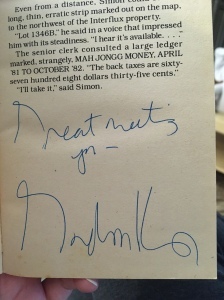 Even from a distance, Simon could
long, thin, erratic strip marked out on the map,
to the northwest of the Interflux property.
"Lot 1346B," he said in a voice that impressed
him with its steadiness. "I hear it's available. . . ."
The senior clerk consulted a large ledger
marked, strangely, MAH JONGG MONEY, APRIL
'81 TO OCTOBER '82. "The back taxes are sixty-
seven hundred eight dollars thirty-five cents."
"I'll take it," said Simon.
Great meeting
you —
Gordon K